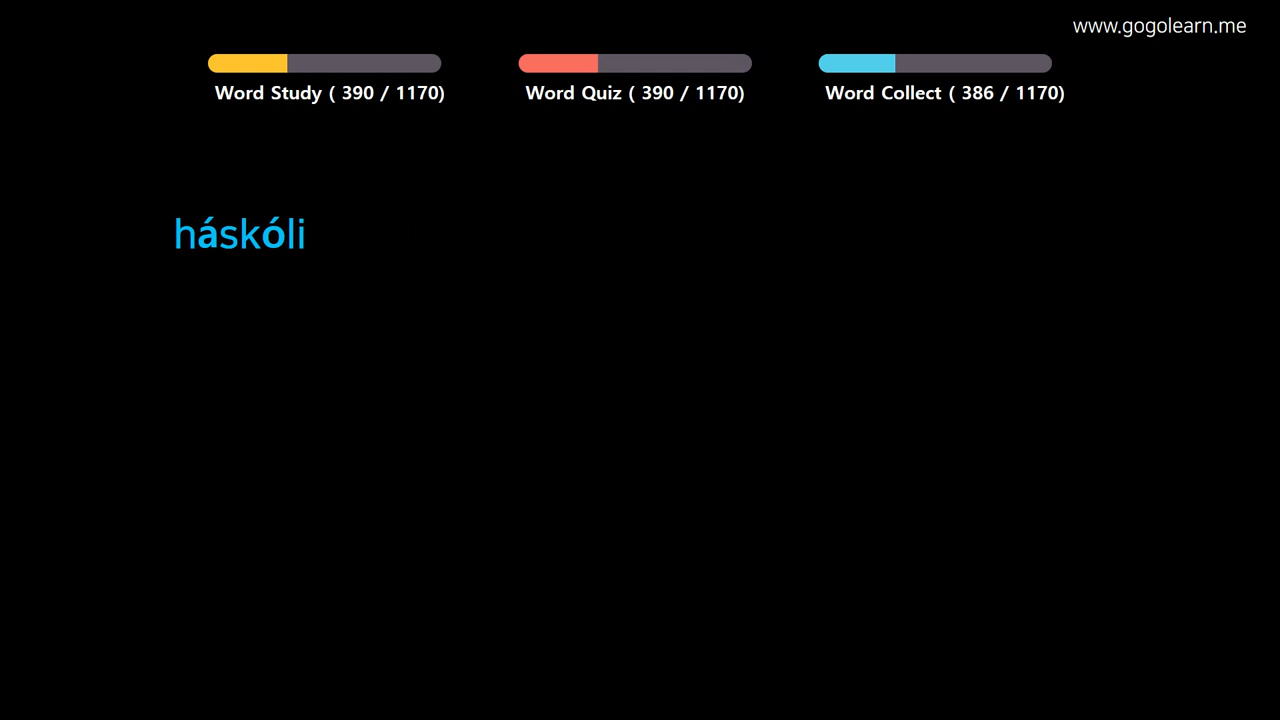 www.gogolearn.me
Word Study ( 390 / 1170)
Word Quiz ( 390 / 1170)
Word Collect ( 386 / 1170)
háskóli